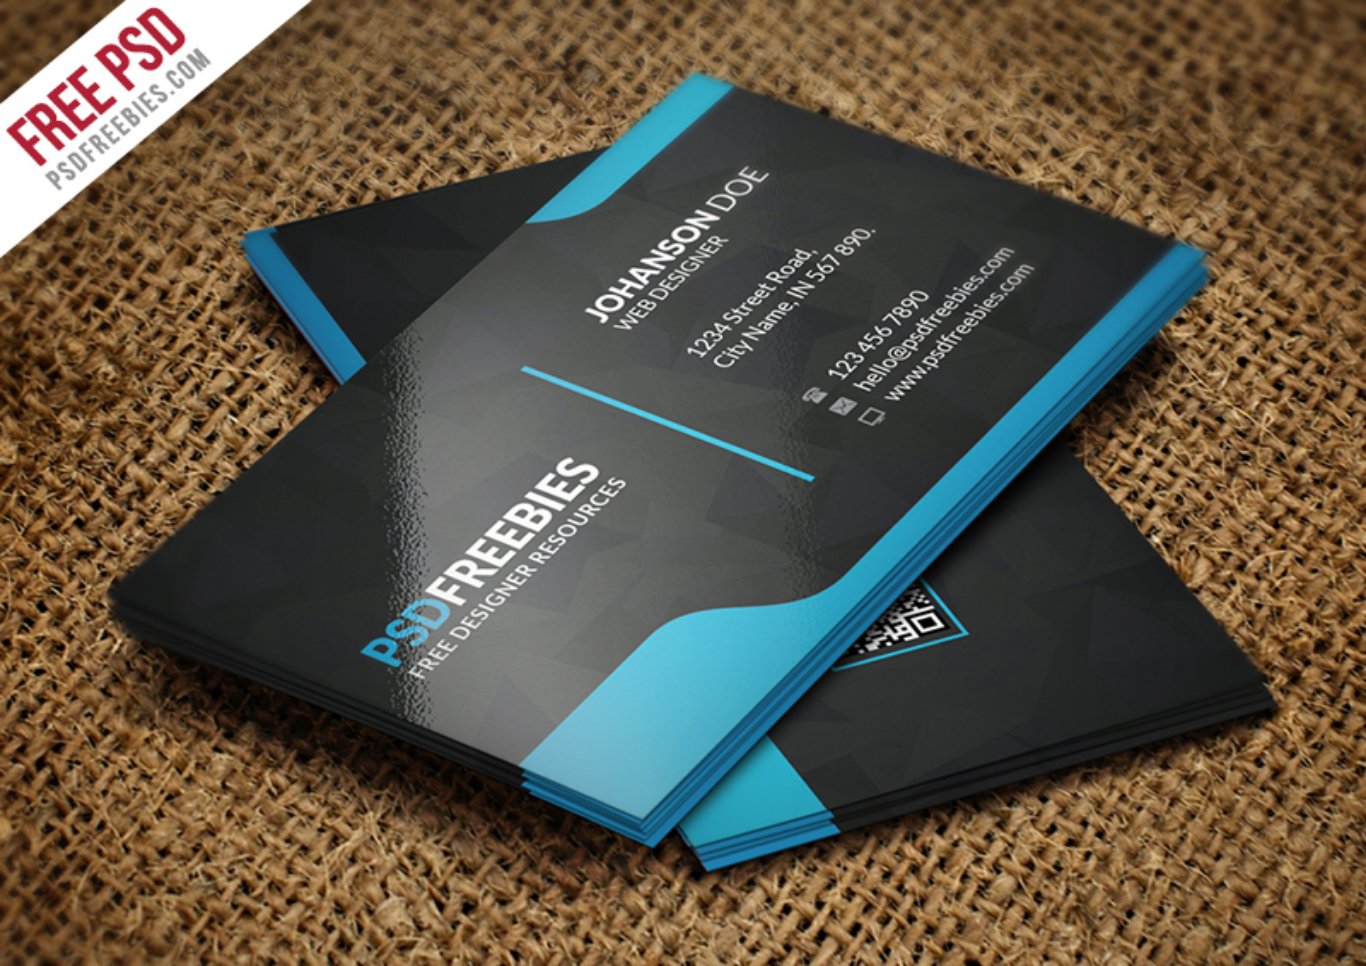 FREE PSD
PSDFREEBIES.COM
JOHANSON DOE
WEB DESIGNER
1234 Street Road,
City Name, IN 567 890.
123 456 7890
hello@psdfreebies.com
www.psdfreebies.com
PSDFREEBIES
FREE DESIGNER RESOURCES